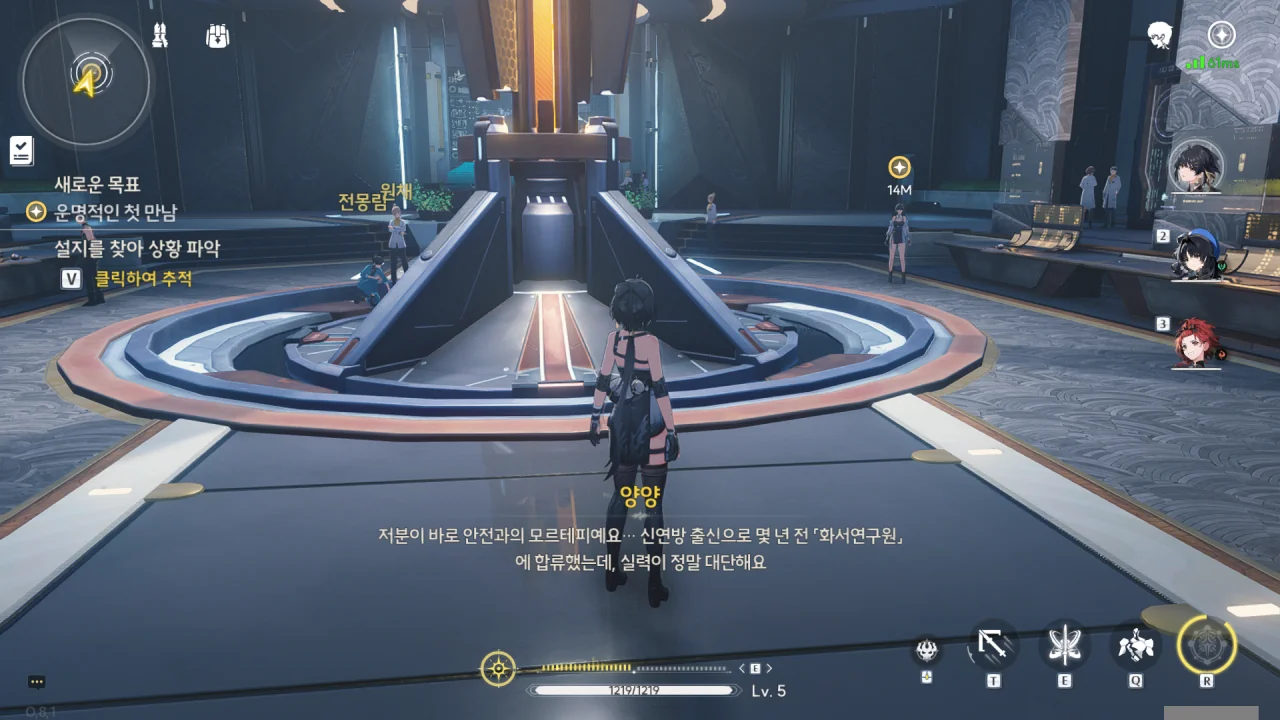 61ms
새로운 목표
운명적인 첫 만남
설지를 찾아 상황 파악
V 클릭하여 추적
전몽람
원채
14M
2
3
양양
저분이 바로 안전과의 모르테피예요… 신연방 출신으로 몇 년 전 「화서연구원」
에 합류했는데, 실력이 정말 대단해요
E
1219/1219
Lv. 5
T
E
Q
R